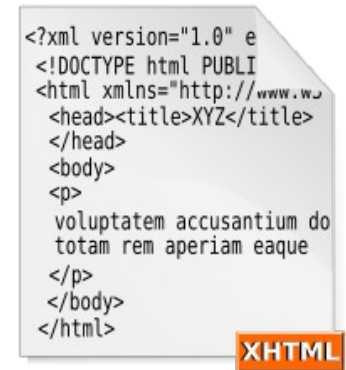 <?xml version="1.0" e
<!DOCTYPE html PUBLI
<html xmlns="http://www.w3
<head><title>XYZ</title>
</head>
<body>
<p>
voluptatem accusantium do
totam rem aperiam eaque
</p>
</body>
</html>
XHTML